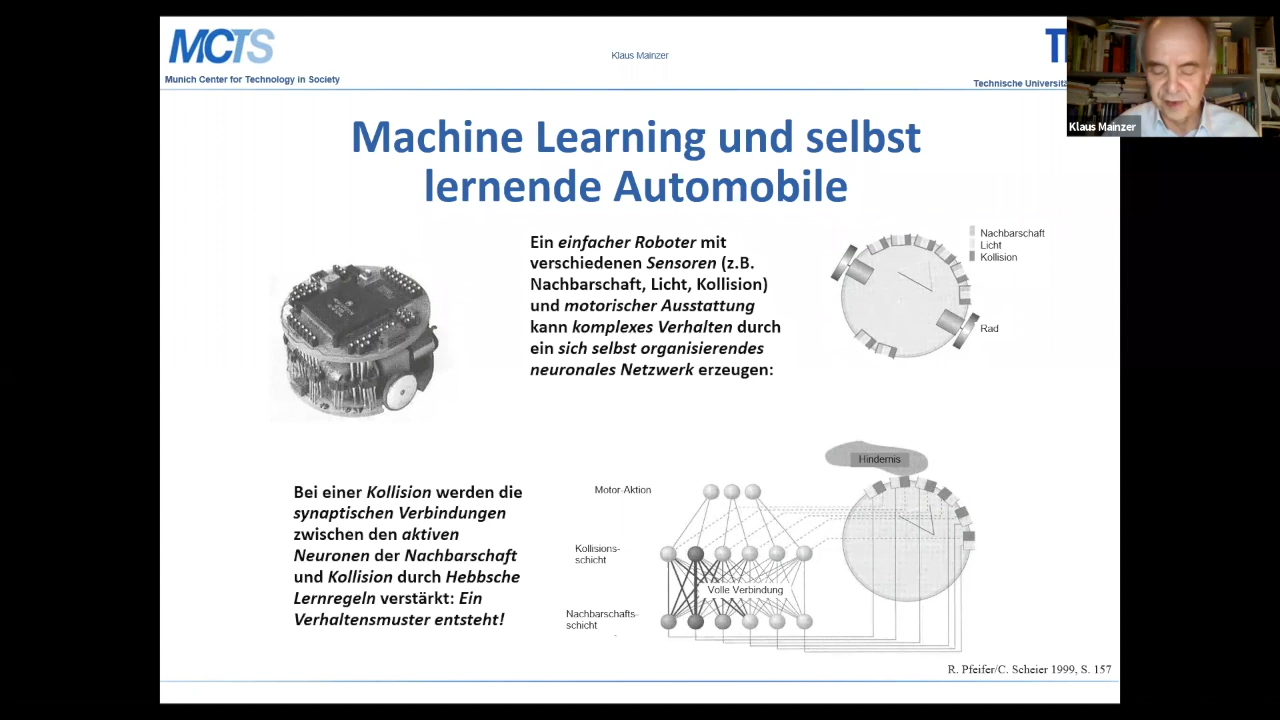 MCTS
Munich Center for Technology in Society
Klaus Mainzer
Technische Universitä
Klaus Mainzer
Machine Learning und selbst
lernende Automobile
Ein einfacher Roboter mit
verschiedenen Sensoren (z.B.
Nachbarschaft, Licht, Kollision)
und motorischer Ausstattung
kann komplexes Verhalten durch
ein sich selbst organisierendes
neuronales Netzwerk erzeugen:
Nachbarschaft
Licht
Kollision
Rad
Bei einer Kollision werden die
synaptischen Verbindungen
zwischen den aktiven
Neuronen der Nachbarschaft
und Kollision durch Hebbsche
Lernregeln verstärkt: Ein
Verhaltensmuster entsteht!
Hindernis
Motor-Aktion
Kollisions-
schicht
Volle Verbindung
Nachbarschafts-
schicht
R. Pfeifer/C. Scheier 1999, S. 157